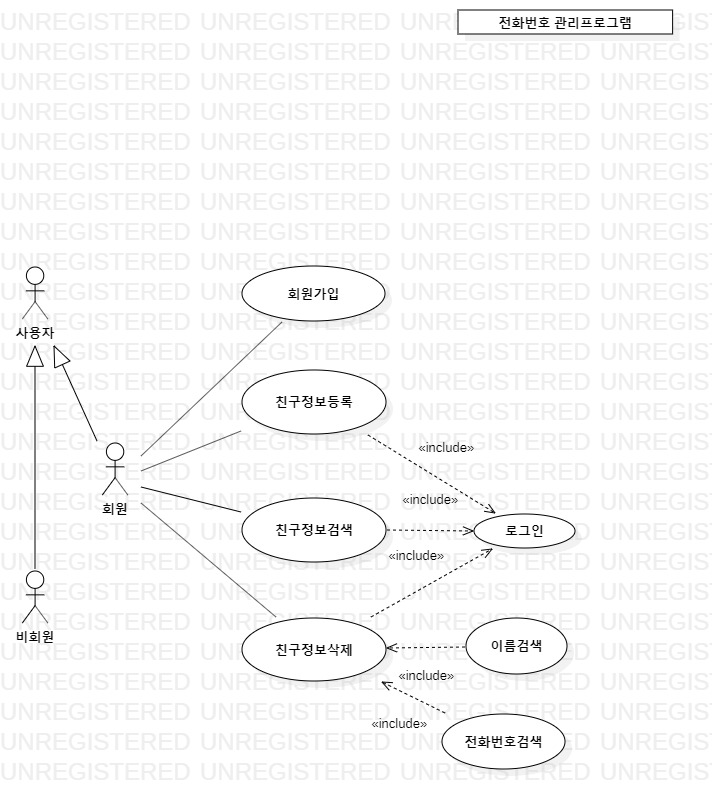 전화번호 관리프로그램
회원가입
사용자
친구정보등록
«include»
«include»
회원
친구정보검색
로그인
«include»
비회원
친구정보삭제
이름검색
«include»
«include»
전화번호검색
UNREGISTERED